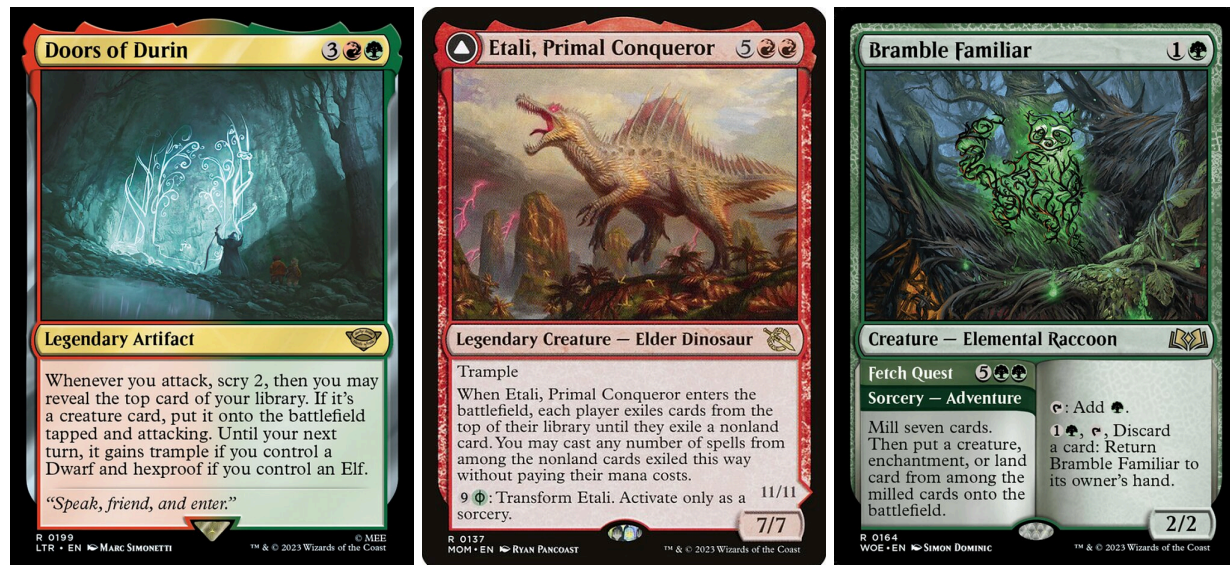 Doors of Durin 3
Legendary Artifact
Whenever you attack, scry 2, then you may
reveal the top card of your library. If it's
a creature card, put it onto the battlefield
tapped and attacking. Until your next
turn, it gains trample if you control a
Dwarf and hexproof if you control an Elf.
"Speak, friend, and enter."
R 0199
LTR • EN Marc Simonetti
© MEE
™ & © 2023 Wizards of the Coast
Etali, Primal Conqueror 5
Legendary Creature — Elder Dinosaur
Trample
When Etali, Primal Conqueror enters the
battlefield, each player exiles cards from the
top of their library until they exile a nonland
card. You may cast any number of spells from
among the nonland cards exiled this way
without paying their mana costs.
9 : Transform Etali. Activate only as a
sorcery.
11/11
7/7
R 0137
MOM • EN Ryan Pancoast
™ & © 2023 Wizards of the Coast
Bramble Familiar 1
Creature — Elemental Raccoon
Fetch Quest 5
Sorcery — Adventure
Mill seven cards.
Then put a creature,
enchantment, or land
card from among the
milled cards onto the
battlefield.
: Add .
1 , , Discard
a card: Return
Bramble Familiar to
its owner's hand.
2/2
R 0164
WOE • EN Simon Dominic
™ & © 2023 Wizards of the Coast